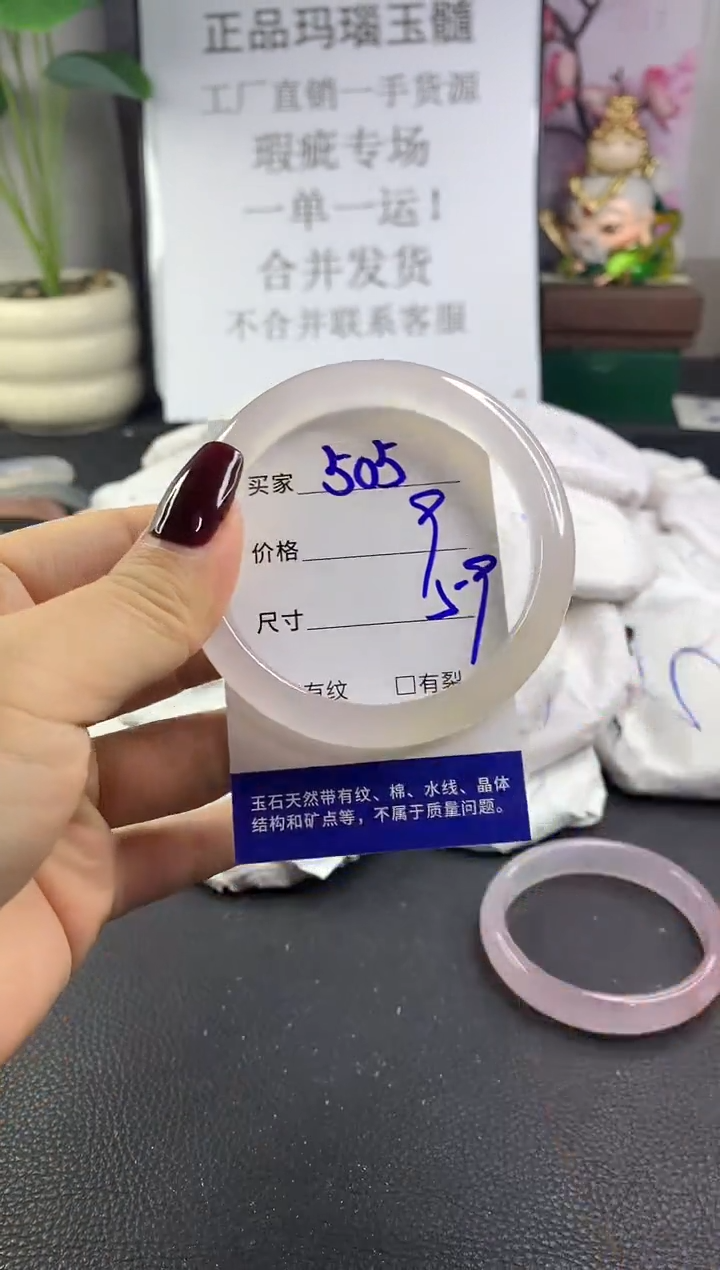 正品玛瑙玉髓
工厂直销一手货源
瑕疵专场
一单一运！
合并发货
不合并联系客服
买家 505
价格 9
尺寸 59
有纹 □有裂
玉石天然带有纹、棉、水线、晶体
结构和矿点等，不属于质量问题。